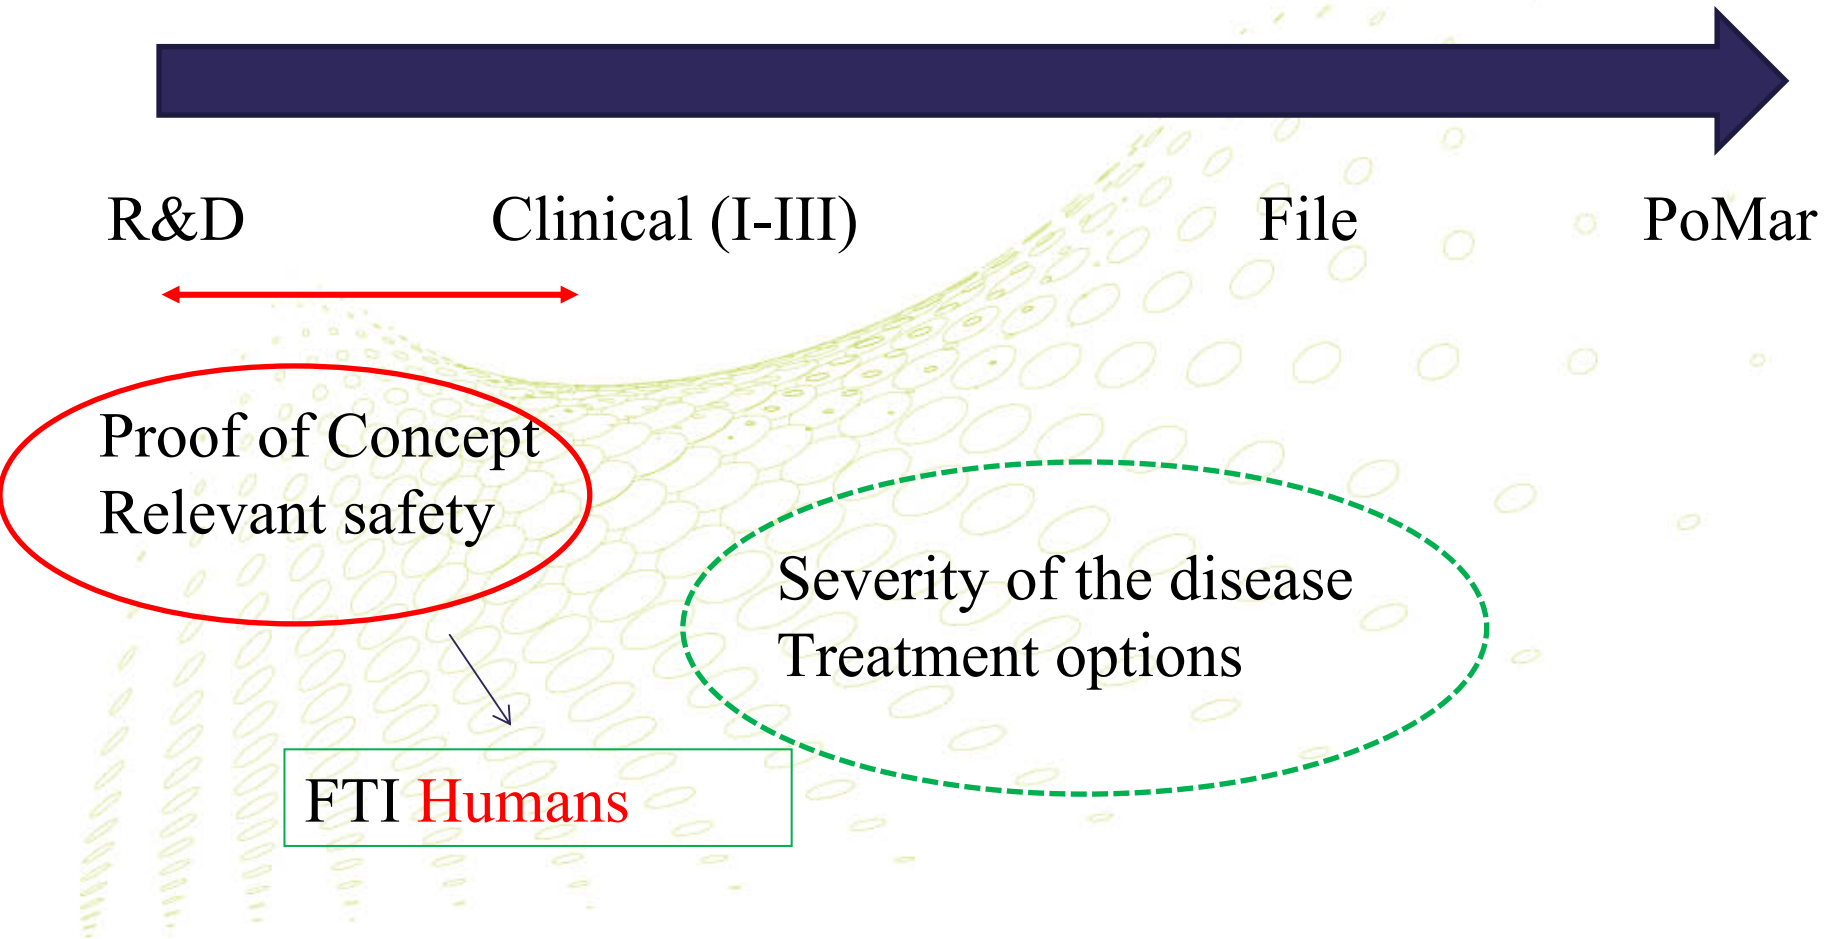 R&D
Clinical (I-III)
File
PoMar
Proof of Concept
Relevant safety
Severity of the disease
Treatment options
FTI Humans